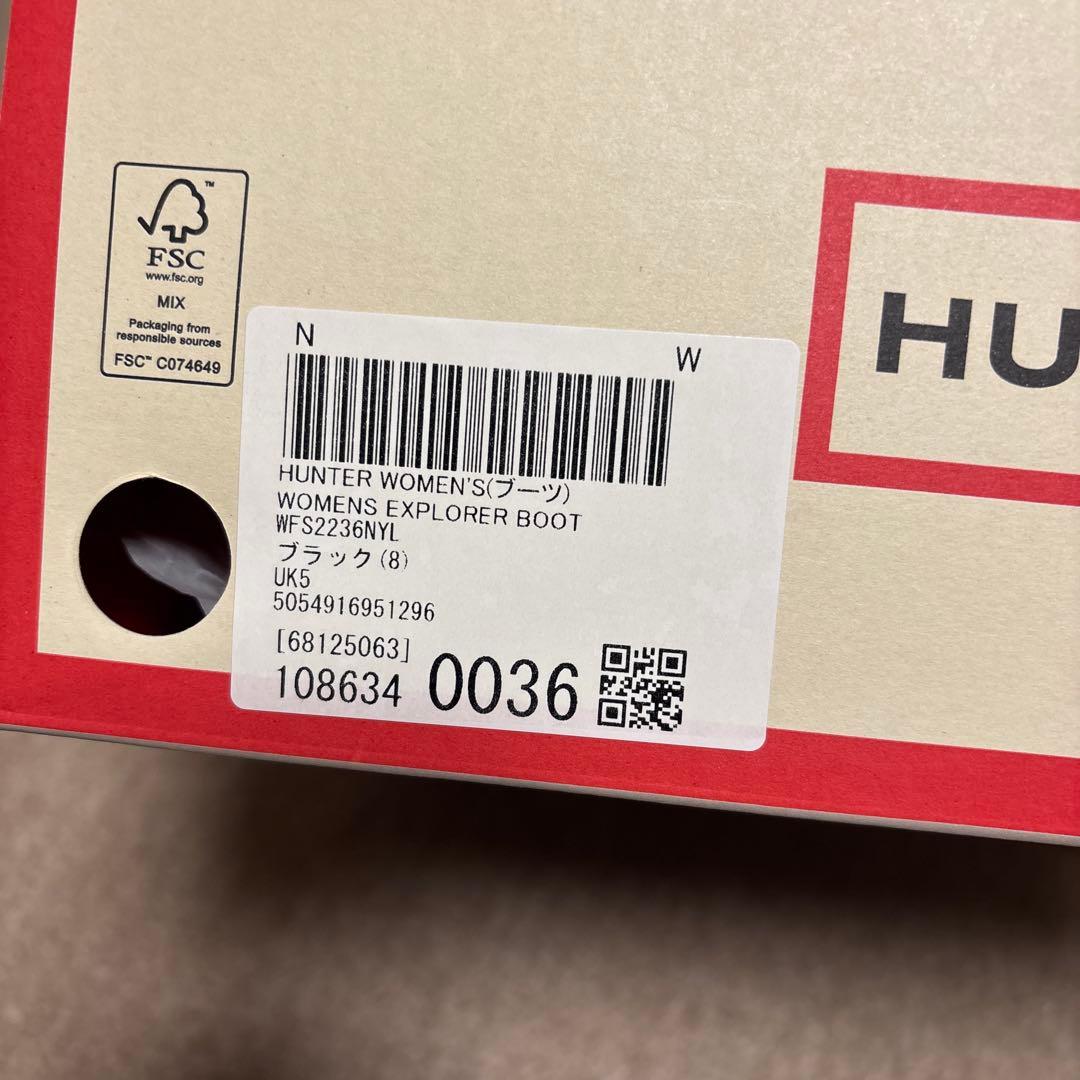 FSC
www.fsc.org
MIX
Packaging from
responsible sources
FSC™ C074649
HU
N
W
HUNTER WOMEN'S(ブーツ)
WOMENS EXPLORER BOOT
WFS2236NYL
ブラック(8)
UK5
5054916951296
[68125063]
108634 0036